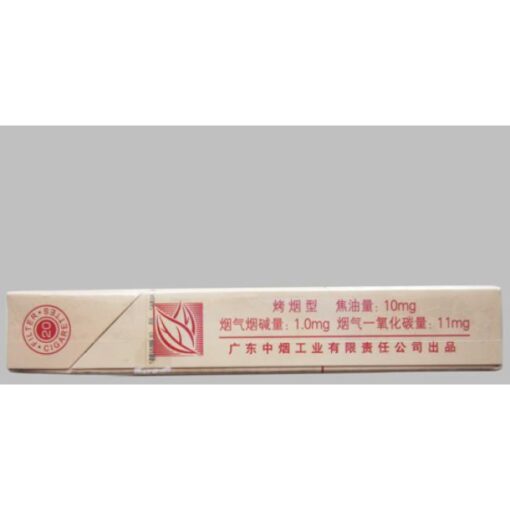 FILTER • CIGARETTES •
20
烤烟型 焦油量：10mg
烟气烟碱量：1.0mg 烟气一氧化碳量：11mg
广东中烟工业有限责任公司出品